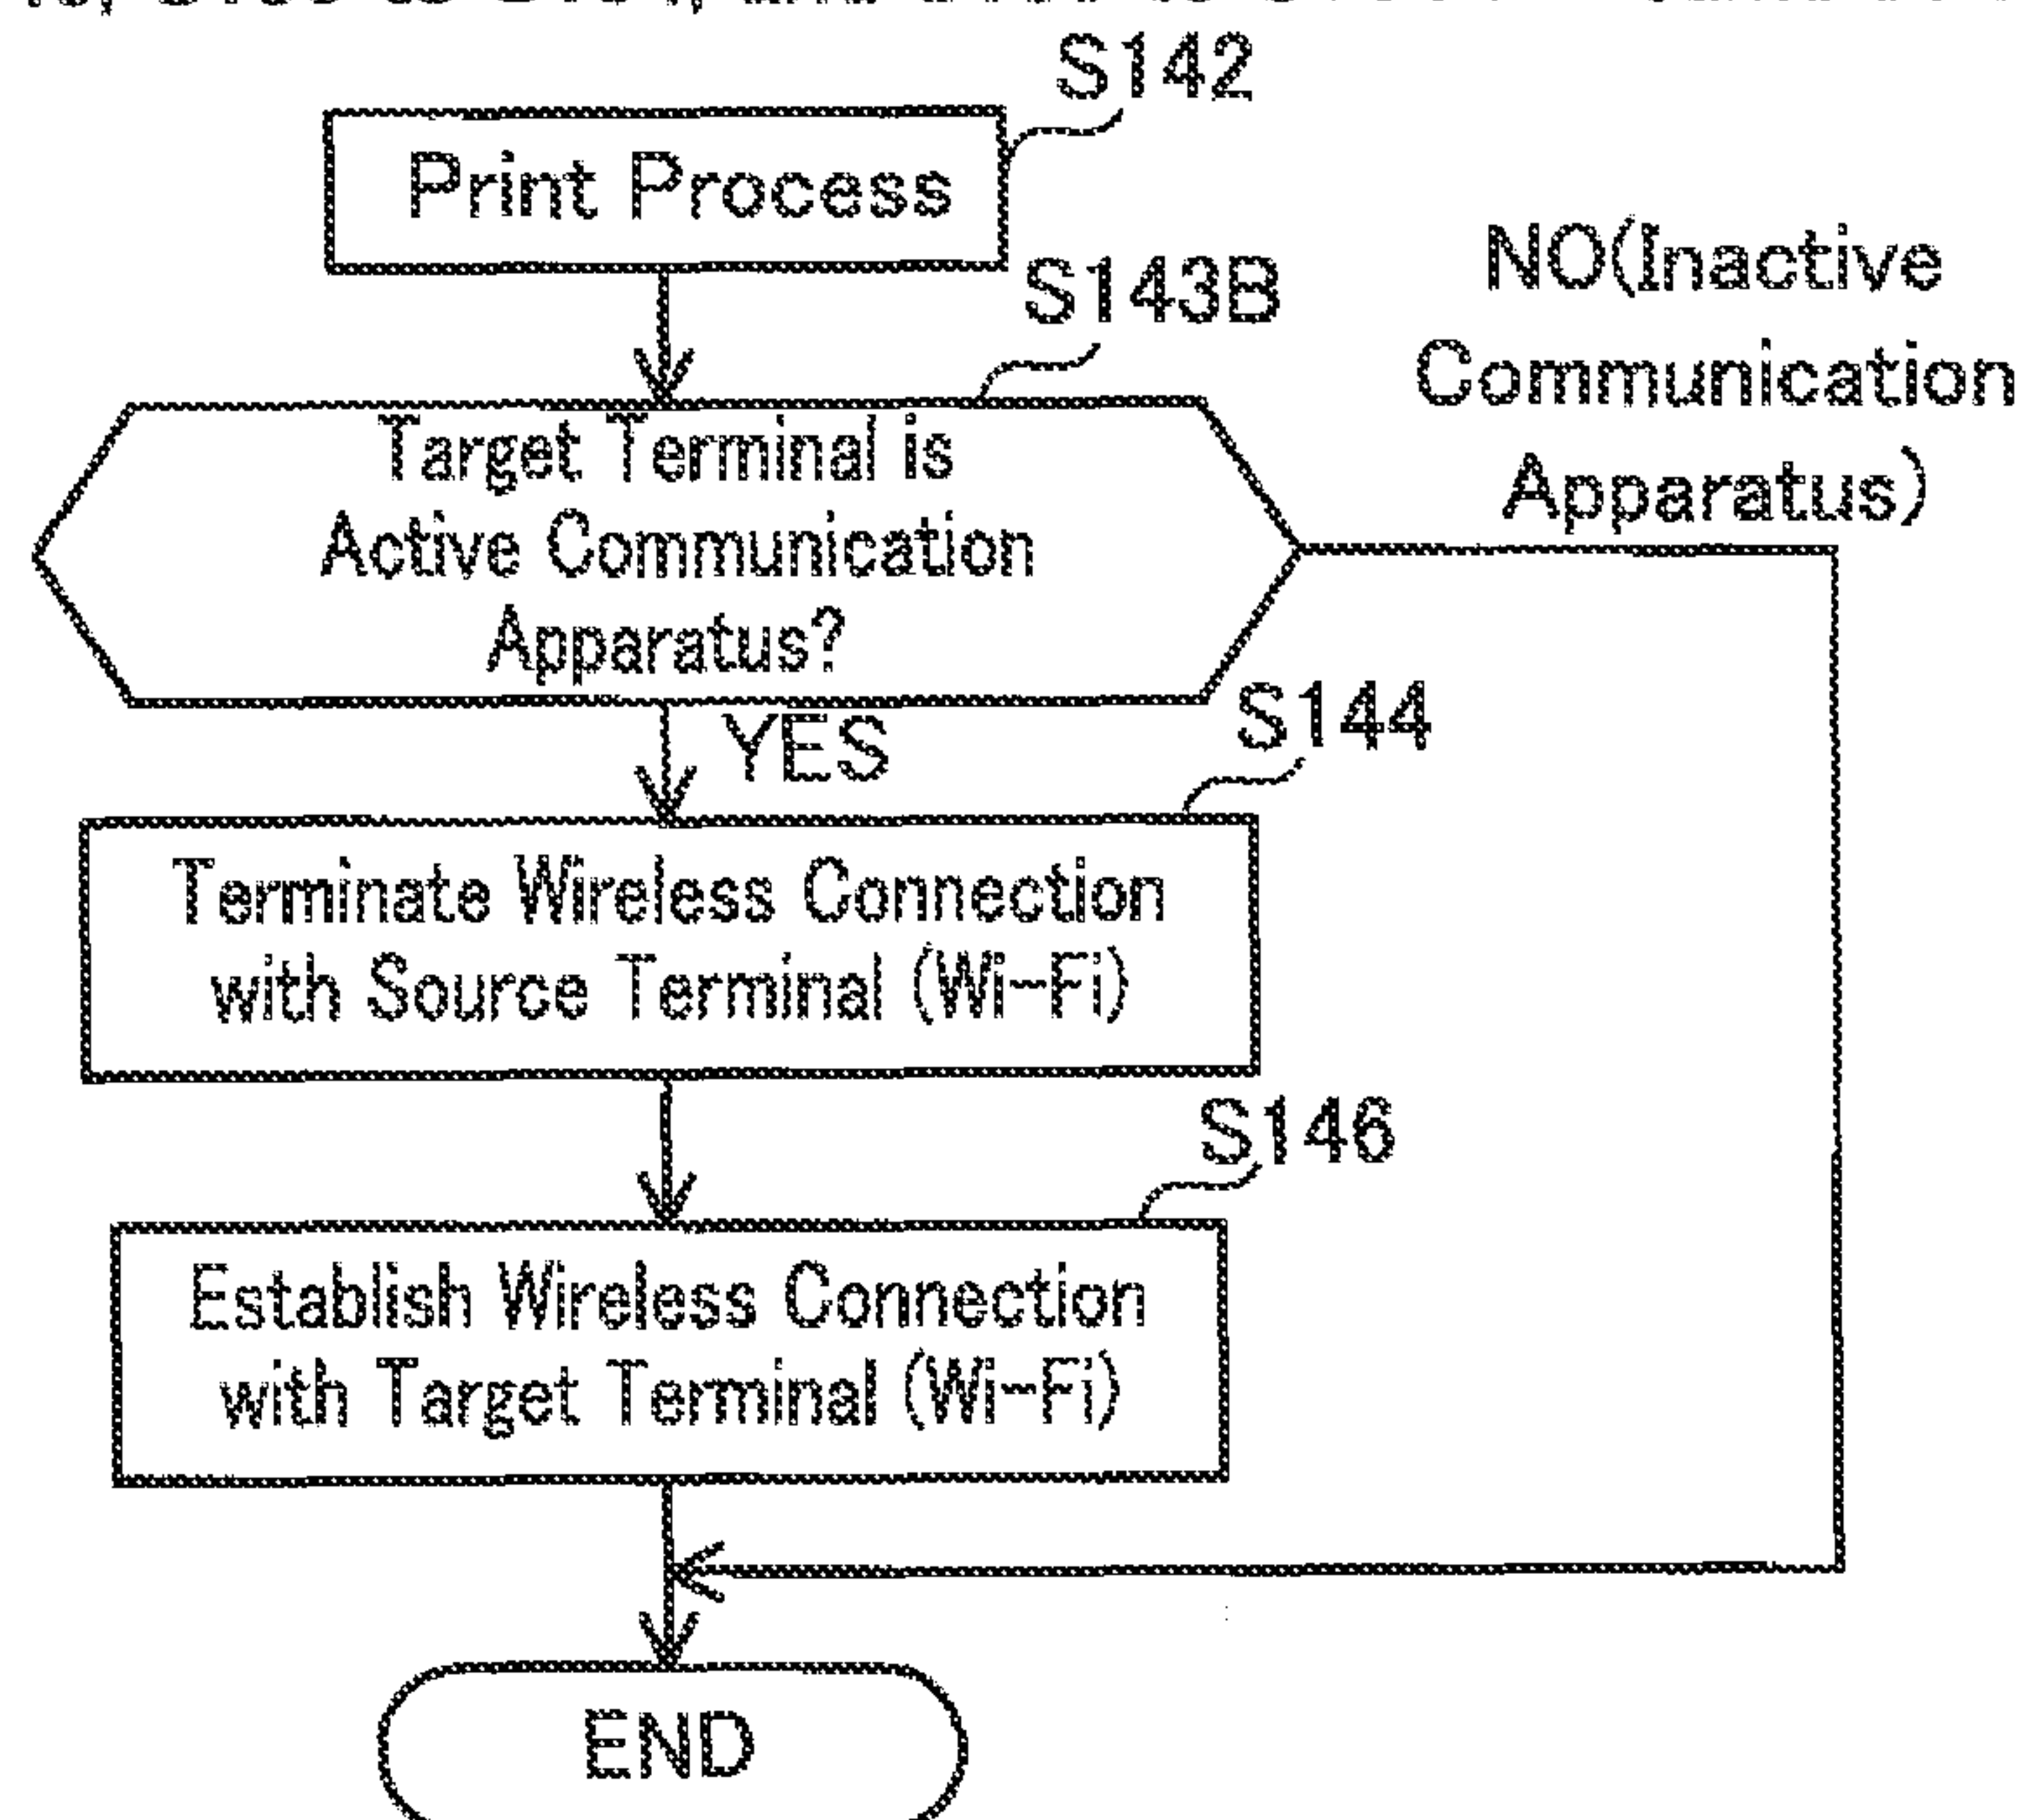 S142
Print Process
S143B
NO(Inactive
Communication
Apparatus)
Target Terminal is
Active Communication
Apparatus?
YES
S144
Terminate Wireless Connection
with Source Terminal (Wi-Fi)
S146
Establish Wireless Connection
with Target Terminal (Wi-Fi)
END